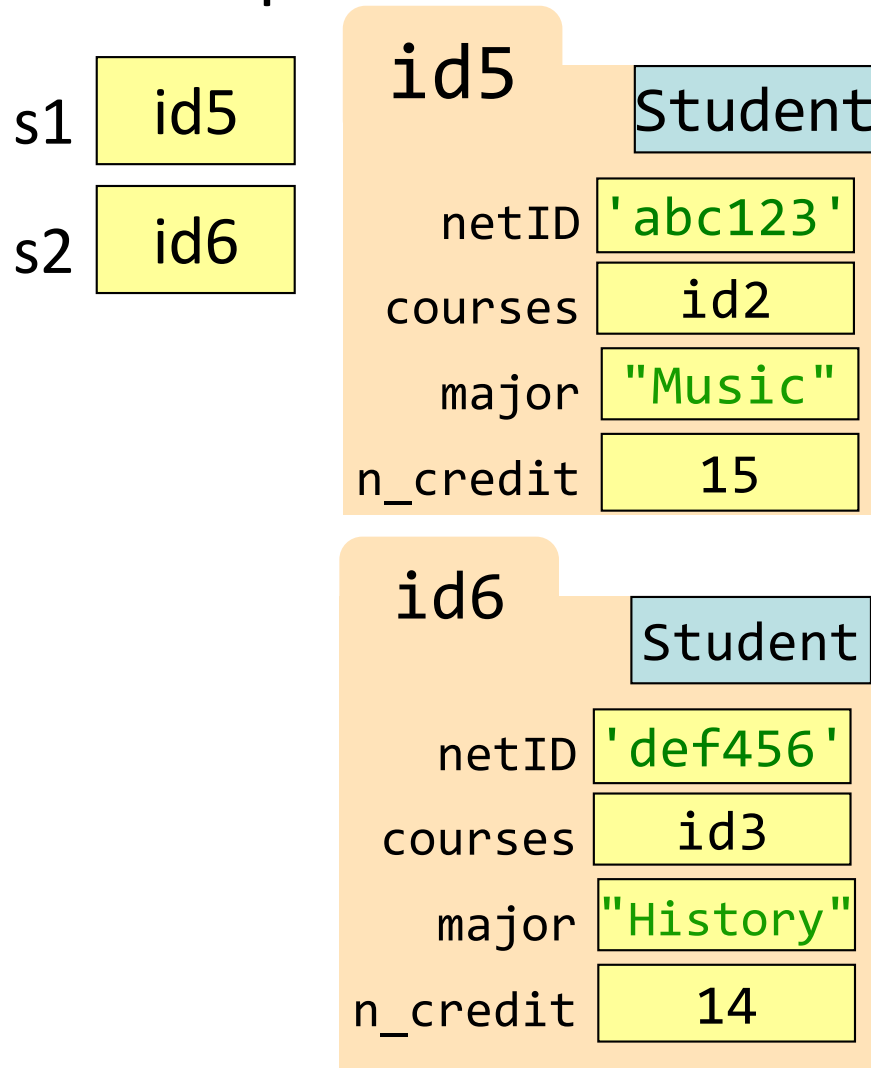 s1 id5
s2 id6
id5
Student
netID 'abc123'
courses id2
major "Music"
n_credit 15
id6
Student
netID 'def456'
courses id3
major "History"
n_credit 14